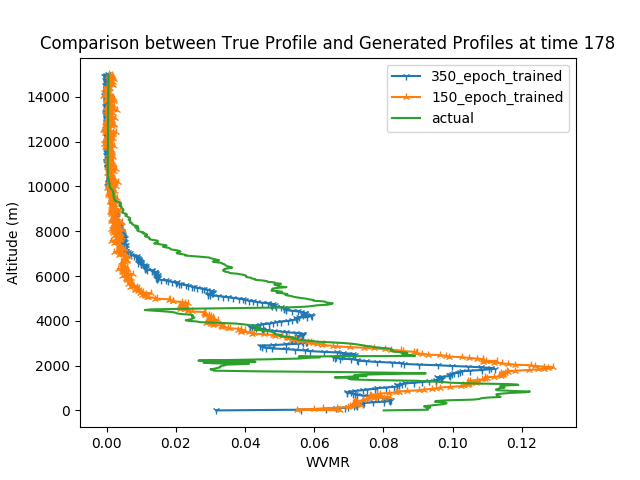 Comparison between True Profile and Generated Profiles at time 178
350_epoch_trained
150_epoch_trained
actual
Altitude (m)
14000
12000
10000
8000
6000
4000
2000
0
0.00 0.02 0.04 0.06 0.08 0.10 0.12
WVMR